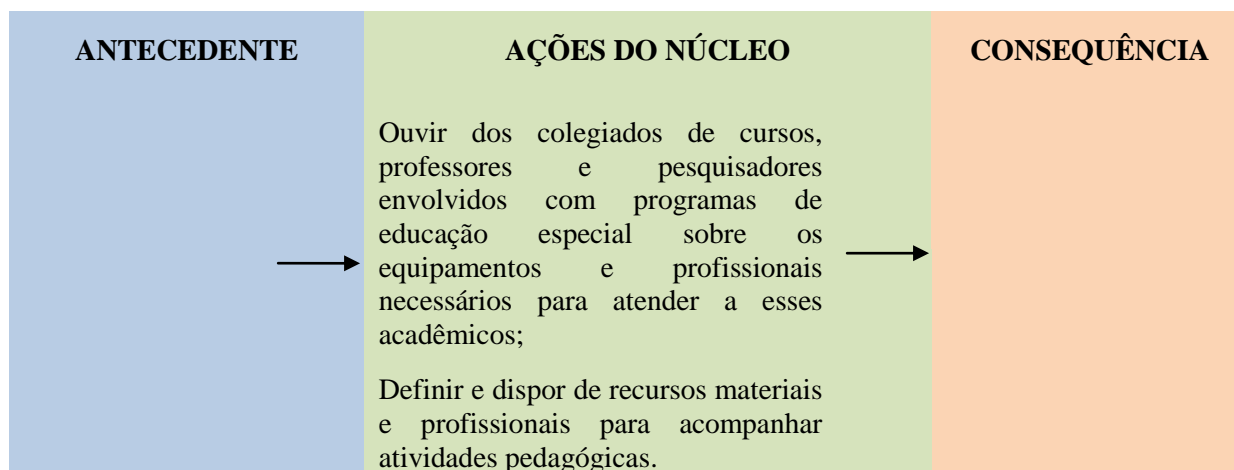 ANTECEDENTE
AÇÕES DO NÚCLEO
CONSEQUÊNCIA
Ouvir dos colegiados de cursos,
professores e pesquisadores
envolvidos com programas de
educação especial sobre os
equipamentos e profissionais
necessários para atender a esses
acadêmicos;
Definir e dispor de recursos materiais
e profissionais para acompanhar
atividades pedagógicas.